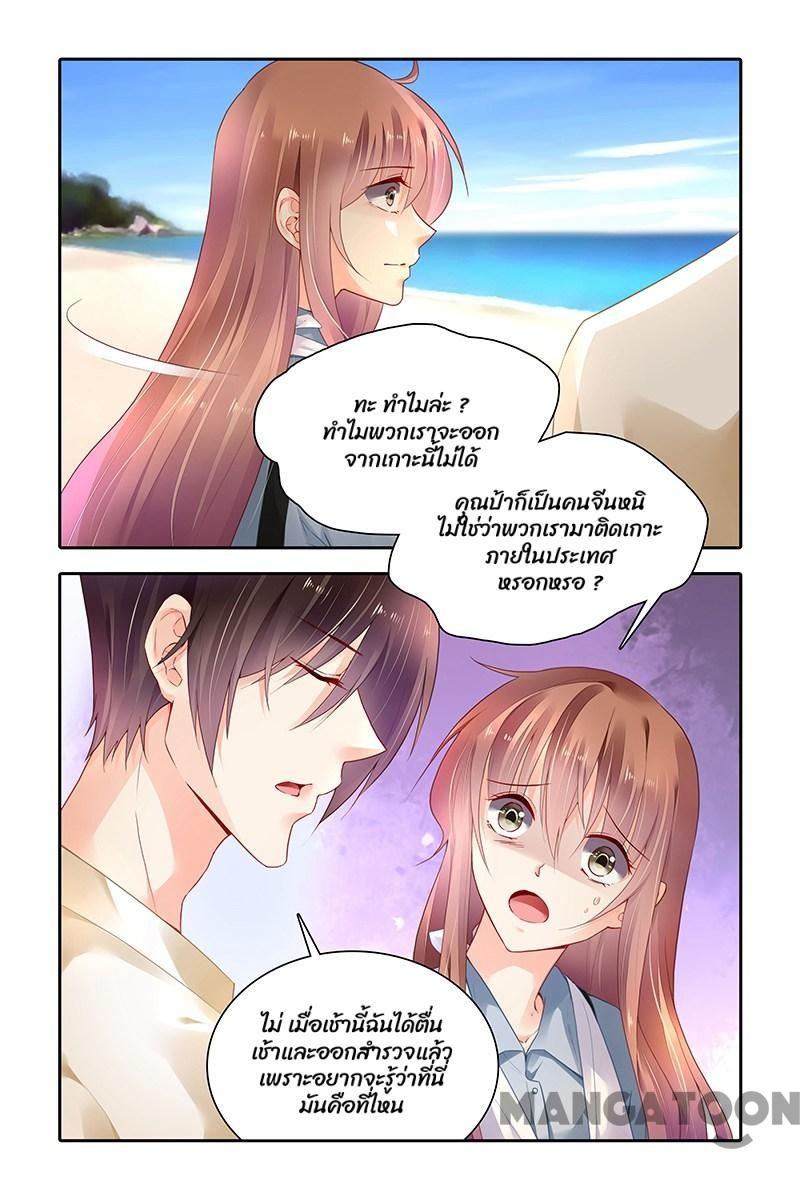 ทะ ทำไมล่ะ ?
ทำไมพวกเราจะออก
จากเกาะนี้ไม่ได้
คุณป้าก็เป็นคนจีนหนิ
ไม่ใช่ว่าพวกเรามาติดเกาะ
ภายในประเทศ
หรอกหรอ ?
ไม่ เมื่อเช้านี้ฉันได้ตื่น
เช้าและออกสำรวจแล้ว
เพราะอยากจะรู้ว่าที่นี่
มันคือที่ไหน
MANGATOON